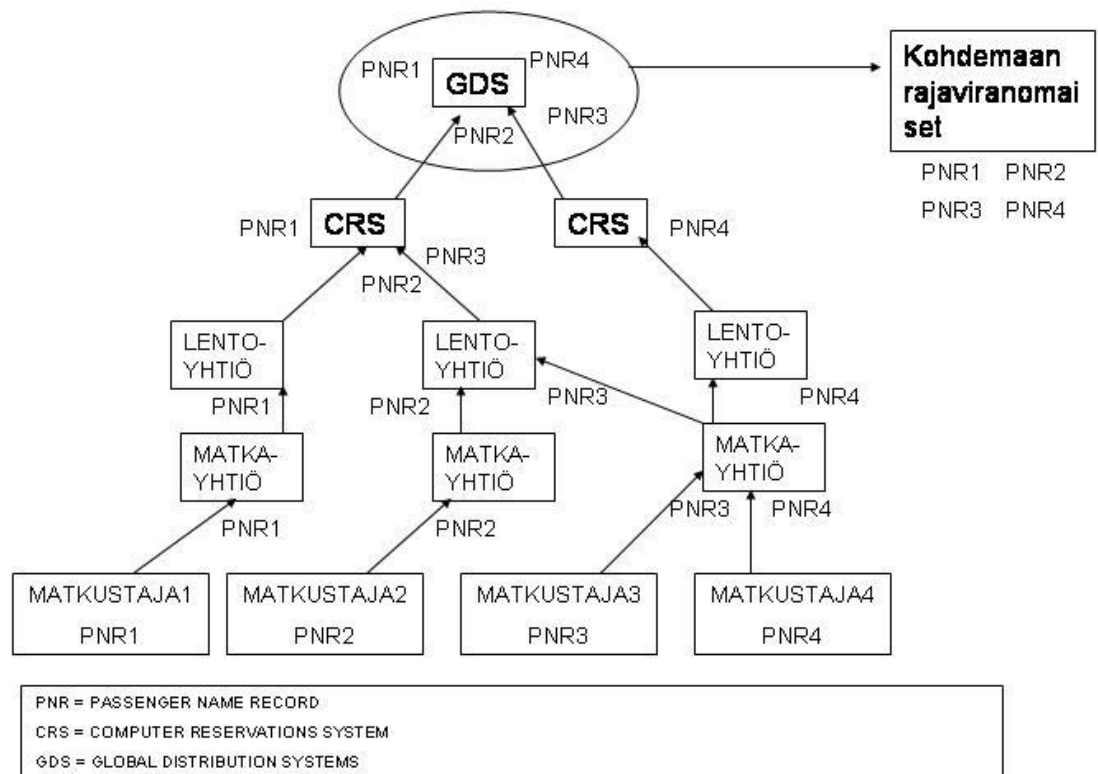 PNR1
PNR4
GDS
PNR3
PNR2
Kohdemaan
rajaviranomai
set
PNR1 PNR2
PNR3 PNR4
PNR1
CRS
CRS
PNR4
PNR3
PNR2
LENTO-
YHTIÖ
LENTO-
YHTIÖ
LENTO-
YHTIÖ
PNR1
PNR2
PNR3
PNR4
MATKA-
YHTIÖ
MATKA-
YHTIÖ
MATKA-
YHTIÖ
PNR1
PNR2
PNR3
PNR4
MATKUSTAJA1
PNR1
MATKUSTAJA2
PNR2
MATKUSTAJA3
PNR3
MATKUSTAJA4
PNR4
PNR = PASSENGER NAME RECORD
CRS = COMPUTER RESERVATIONS SYSTEM
GDS = GLOBAL DISTRIBUTION SYSTEMS